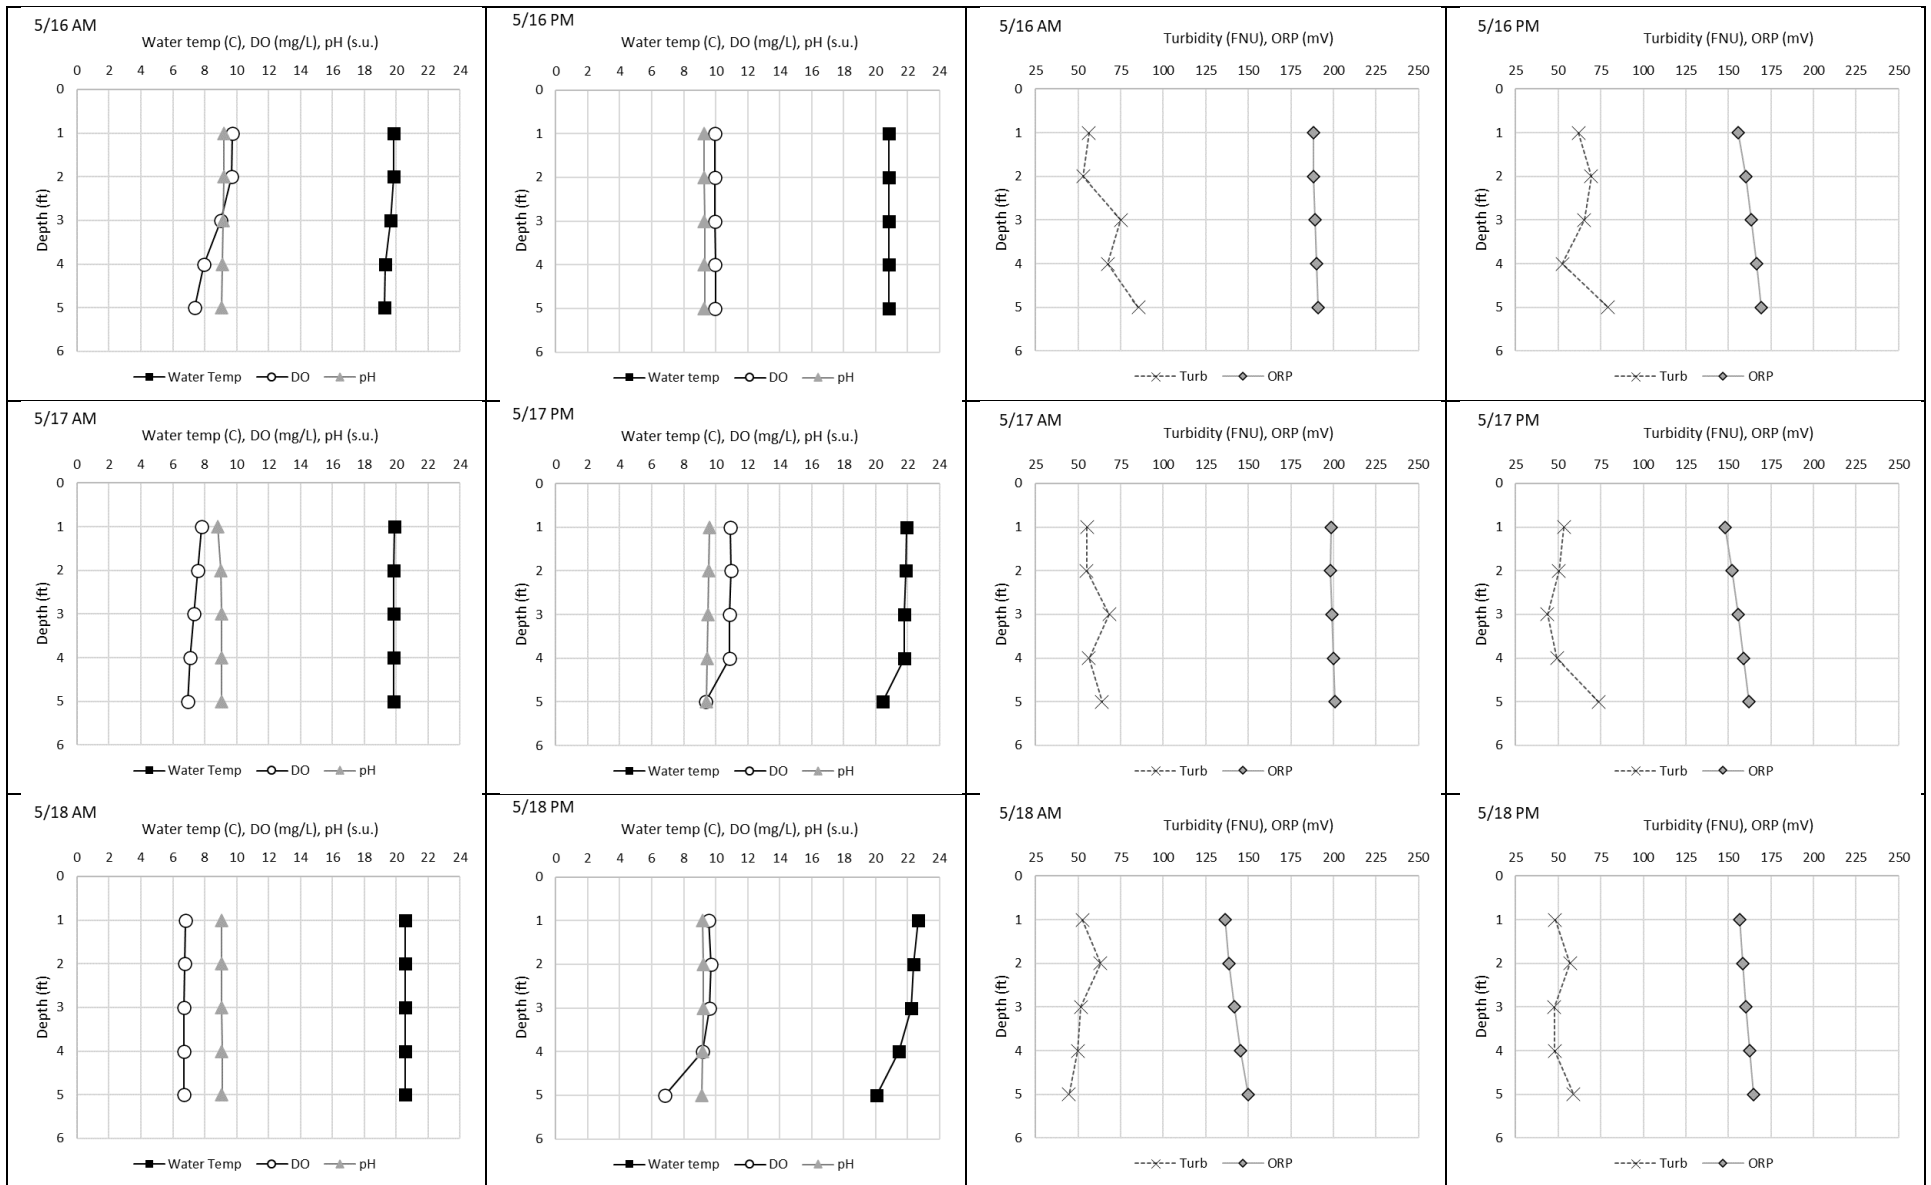 5/16 AM
Water temp (C), DO (mg/L), pH (s.u.)
0 2 4 6 8 10 12 14 16 18 20 22 24
0
1
2
3
4
5
6
Depth (ft)
Water Temp DO pH
5/16 PM
Water temp (C), DO (mg/L), pH (s.u.)
0 2 4 6 8 10 12 14 16 18 20 22 24
0
1
2
3
4
5
6
Depth (ft)
Water temp DO pH
5/16 AM
Turbidity (FNU), ORP (mV)
25 50 75 100 125 150 175 200 225 250
0
1
2
3
4
5
6
Depth (ft)
Turb ORP
5/16 PM
Turbidity (FNU), ORP (mV)
25 50 75 100 125 150 175 200 225 250
0
1
2
3
4
5
6
Depth (ft)
Turb ORP
5/17 AM
Water temp (C), DO (mg/L), pH (s.u.)
0 2 4 6 8 10 12 14 16 18 20 22 24
0
1
2
3
4
5
6
Depth (ft)
Water Temp DO pH
5/17 PM
Water temp (C), DO (mg/L), pH (s.u.)
0 2 4 6 8 10 12 14 16 18 20 22 24
0
1
2
3
4
5
6
Depth (ft)
Water temp DO pH
5/17 AM
Turbidity (FNU), ORP (mV)
25 50 75 100 125 150 175 200 225 250
0
1
2
3
4
5
6
Depth (ft)
Turb ORP
5/17 PM
Turbidity (FNU), ORP (mV)
25 50 75 100 125 150 175 200 225 250
0
1
2
3
4
5
6
Depth (ft)
Turb ORP
5/18 AM
Water temp (C), DO (mg/L), pH (s.u.)
0 2 4 6 8 10 12 14 16 18 20 22 24
0
1
2
3
4
5
6
Depth (ft)
Water Temp DO pH
5/18 PM
Water temp (C), DO (mg/L), pH (s.u.)
0 2 4 6 8 10 12 14 16 18 20 22 24
0
1
2
3
4
5
6
Depth (ft)
Water temp DO pH
5/18 AM
Turbidity (FNU), ORP (mV)
25 50 75 100 125 150 175 200 225 250
0
1
2
3
4
5
6
Depth (ft)
Turb ORP
5/18 PM
Turbidity (FNU), ORP (mV)
25 50 75 100 125 150 175 200 225 250
0
1
2
3
4
5
6
Depth (ft)
Turb ORP